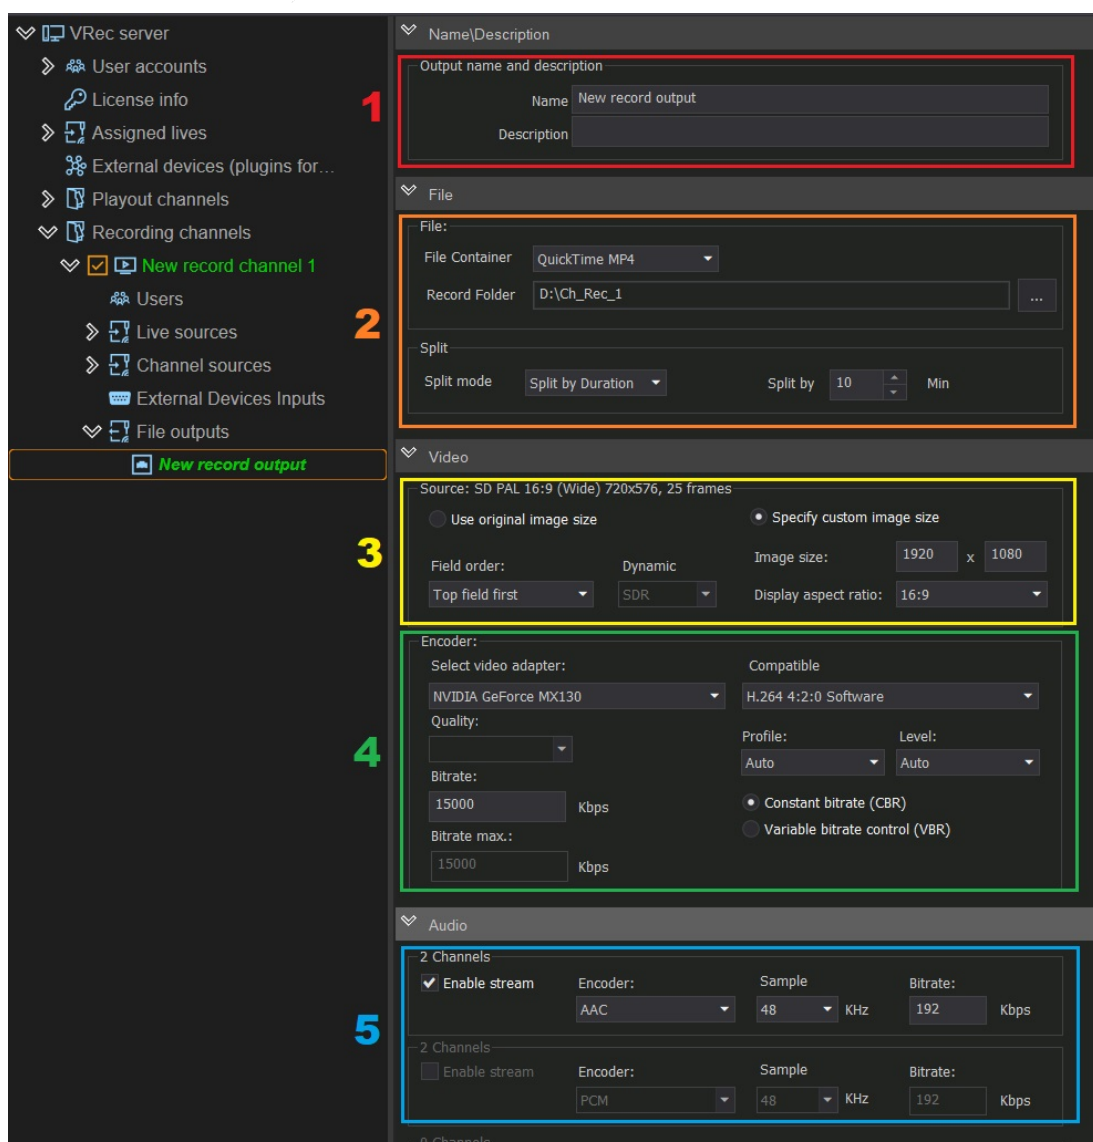 VRec server
User accounts
License info
Assigned lives
External devices (plugins for...
Playout channels
Recording channels
New record channel 1
Users
Live sources
Channel sources
External Devices Inputs
File outputs
New record output
Name\Description
1
Output name and description
Name New record output
Description
File
2
File:
File Container QuickTime MP4
Record Folder D:\Ch_Rec_1 ...
Split
Split mode Split by Duration Split by 10 Min
Video
3
Source: SD PAL 16:9 (Wide) 720x576, 25 frames
Use original image size Specify custom image size
Image size: 1920 x 1080
Field order: Dynamic
Top field first SDR Display aspect ratio: 16:9
4
Encoder:
Select video adapter: Compatible
NVIDIA GeForce MX130 H.264 4:2:0 Software
Quality:
Profile: Level:
Auto Auto
Bitrate:
15000 Kbps Constant bitrate (CBR)
Variable bitrate control (VBR)
Bitrate max.:
15000 Kbps
Audio
5
2 Channels
Enable stream Encoder: Sample Bitrate:
AAC 48 KHz 192 Kbps
2 Channels
Enable stream Encoder: Sample Bitrate:
PCM 48 KHz 192 Kbps